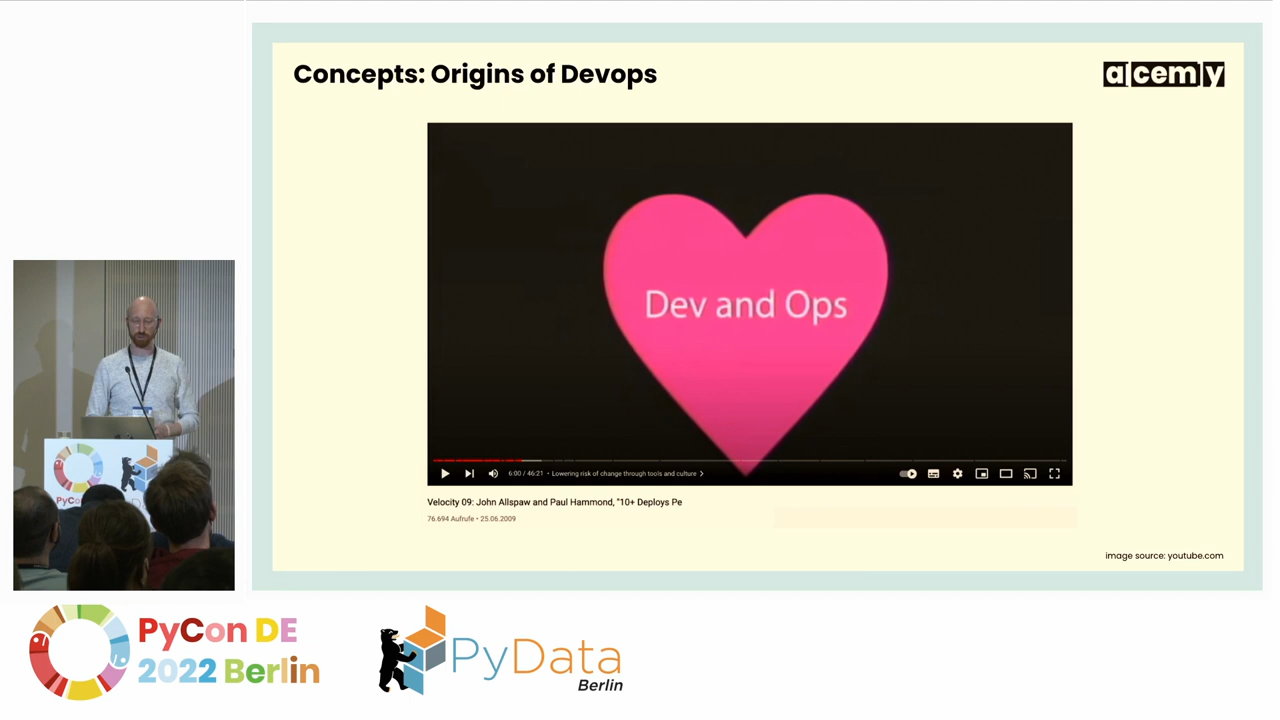 Concepts: Origins of Devops
a[cem]y
Dev and Ops
6:00 / 46:21 • Lowering risk of change through tools and culture
Velocity 09: John Allspaw and Paul Hammond, "10+ Deploys Pe
76.694 Aufrufe • 25.06.2009
image source: youtube.com
PyCon DE
2022 Berlin
PyData
Berlin